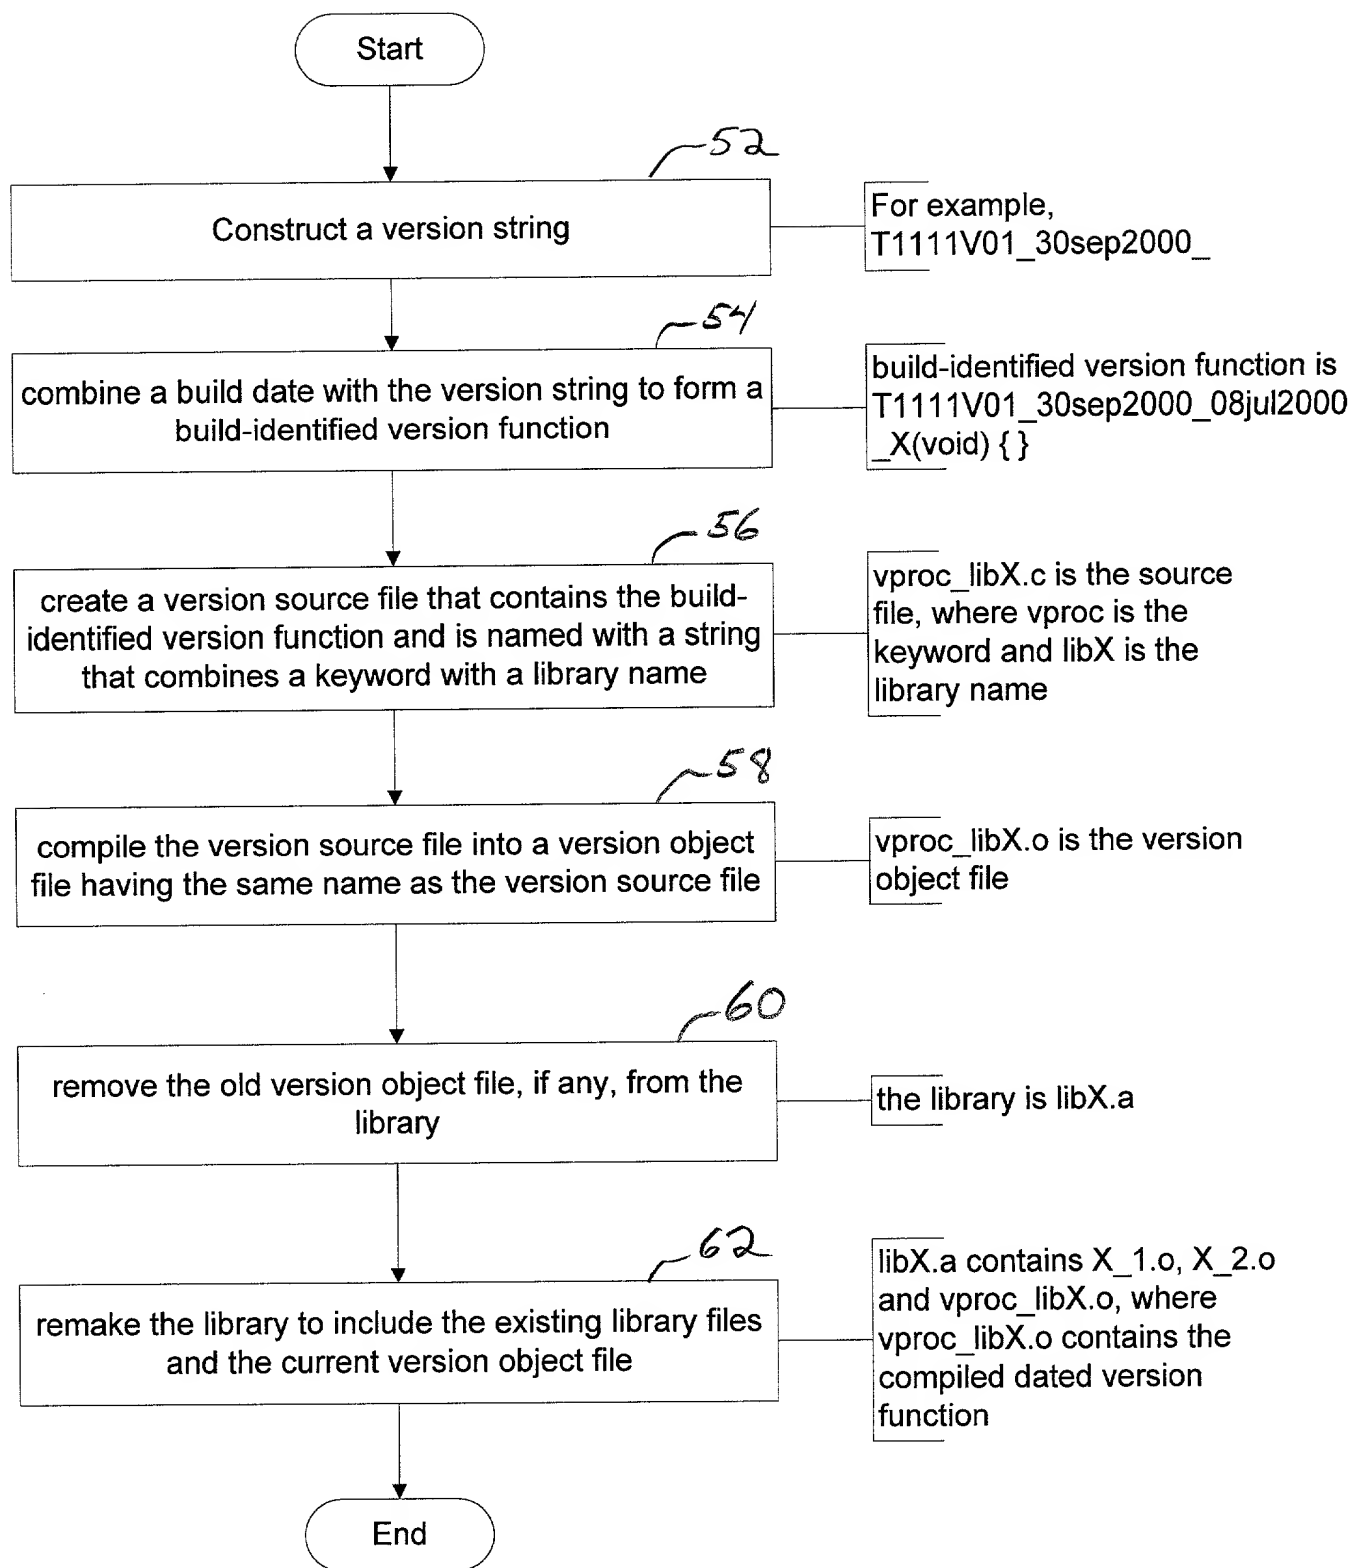 Start
52
Construct a version string
For example,
T1111V01_30sep2000_
54
combine a build date with the version string to form a
build-identified version function
build-identified version function is
T1111V01_30sep2000_08jul2000
_X(void) { }
56
create a version source file that contains the build-
identified version function and is named with a string
that combines a keyword with a library name
vproc_libX.c is the source
file, where vproc is the
keyword and libX is the
library name
58
compile the version source file into a version object
file having the same name as the version source file
vproc_libX.o is the version
object file
60
remove the old version object file, if any, from the
library
the library is libX.a
62
remake the library to include the existing library files
and the current version object file
libX.a contains X_1.o, X_2.o
and vproc_libX.o, where
vproc_libX.o contains the
compiled dated version
function
End